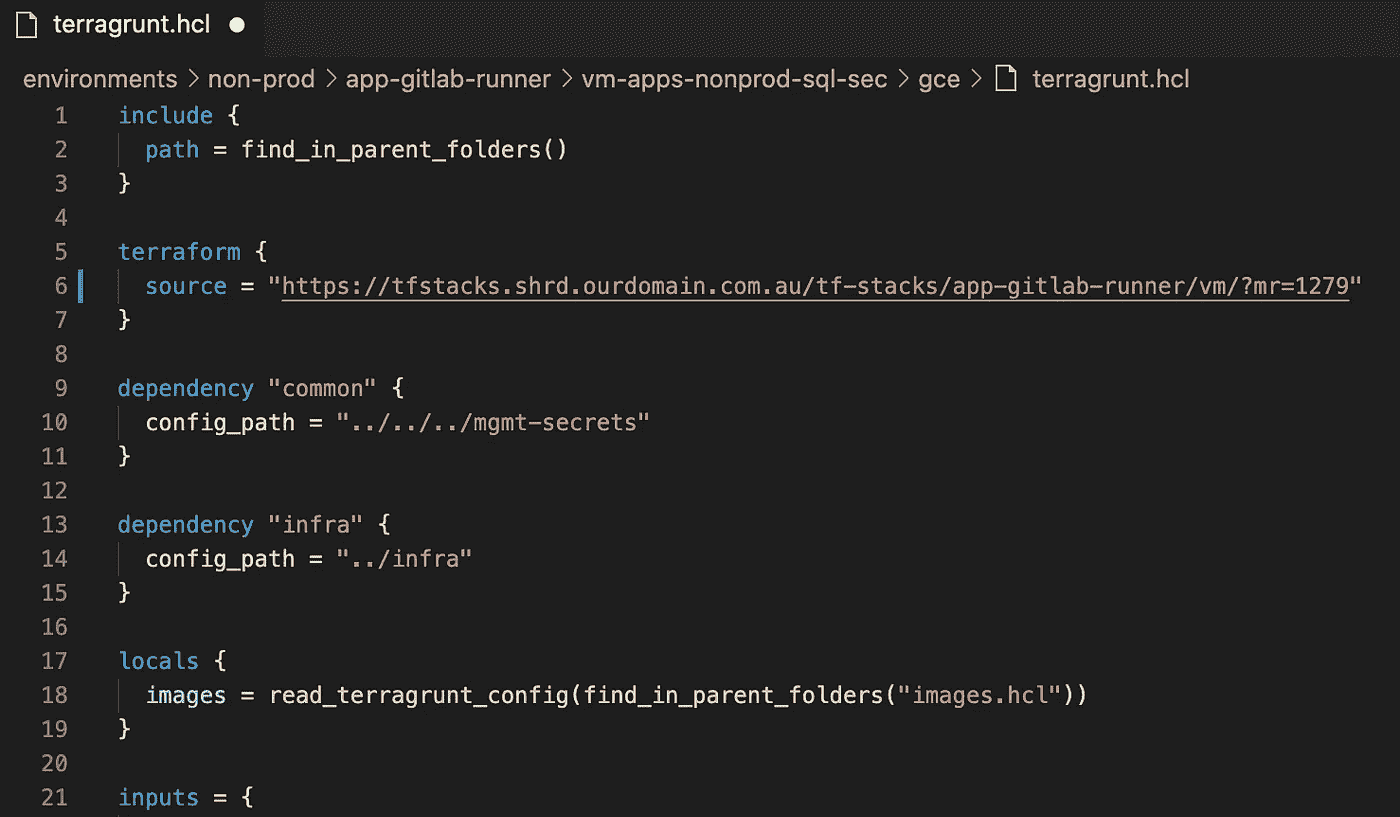 terragrunt.hcl
environments > non-prod > app-gitlab-runner > vm-apps-nonprod-sql-sec > gce > terragrunt.hcl
1 include {
2   path = find_in_parent_folders()
3 }
4
5 terraform {
6   source = "https://tfstacks.shrd.ourdomain.com.au/tf-stacks/app-gitlab-runner/vm/?mr=1279"
7 }
8
9 dependency "common" {
10   config_path = "../../../mgmt-secrets"
11 }
12
13 dependency "infra" {
14   config_path = "../infra"
15 }
16
17 locals {
18   images = read_terragrunt_config(find_in_parent_folders("images.hcl"))
19 }
20
21 inputs = {